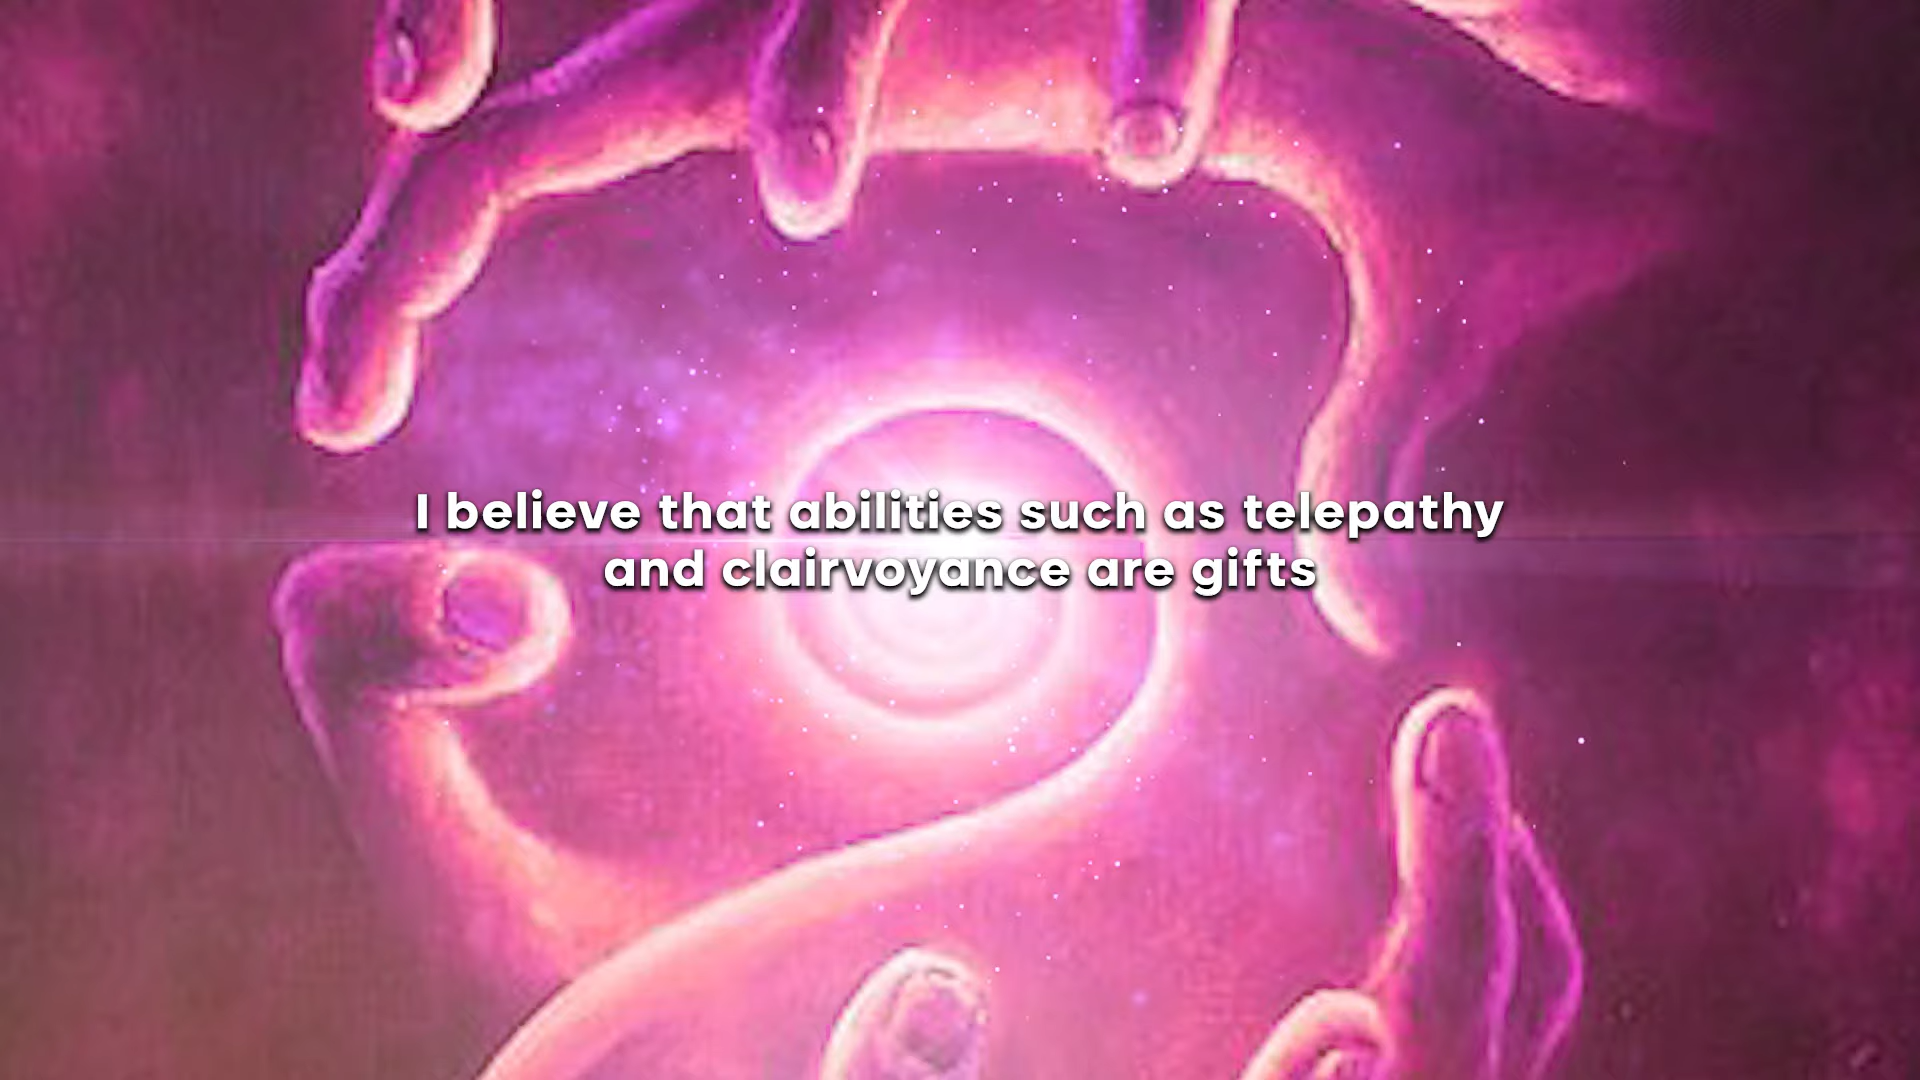 I believe that abilities such as telepathy
and clairvoyance are gifts